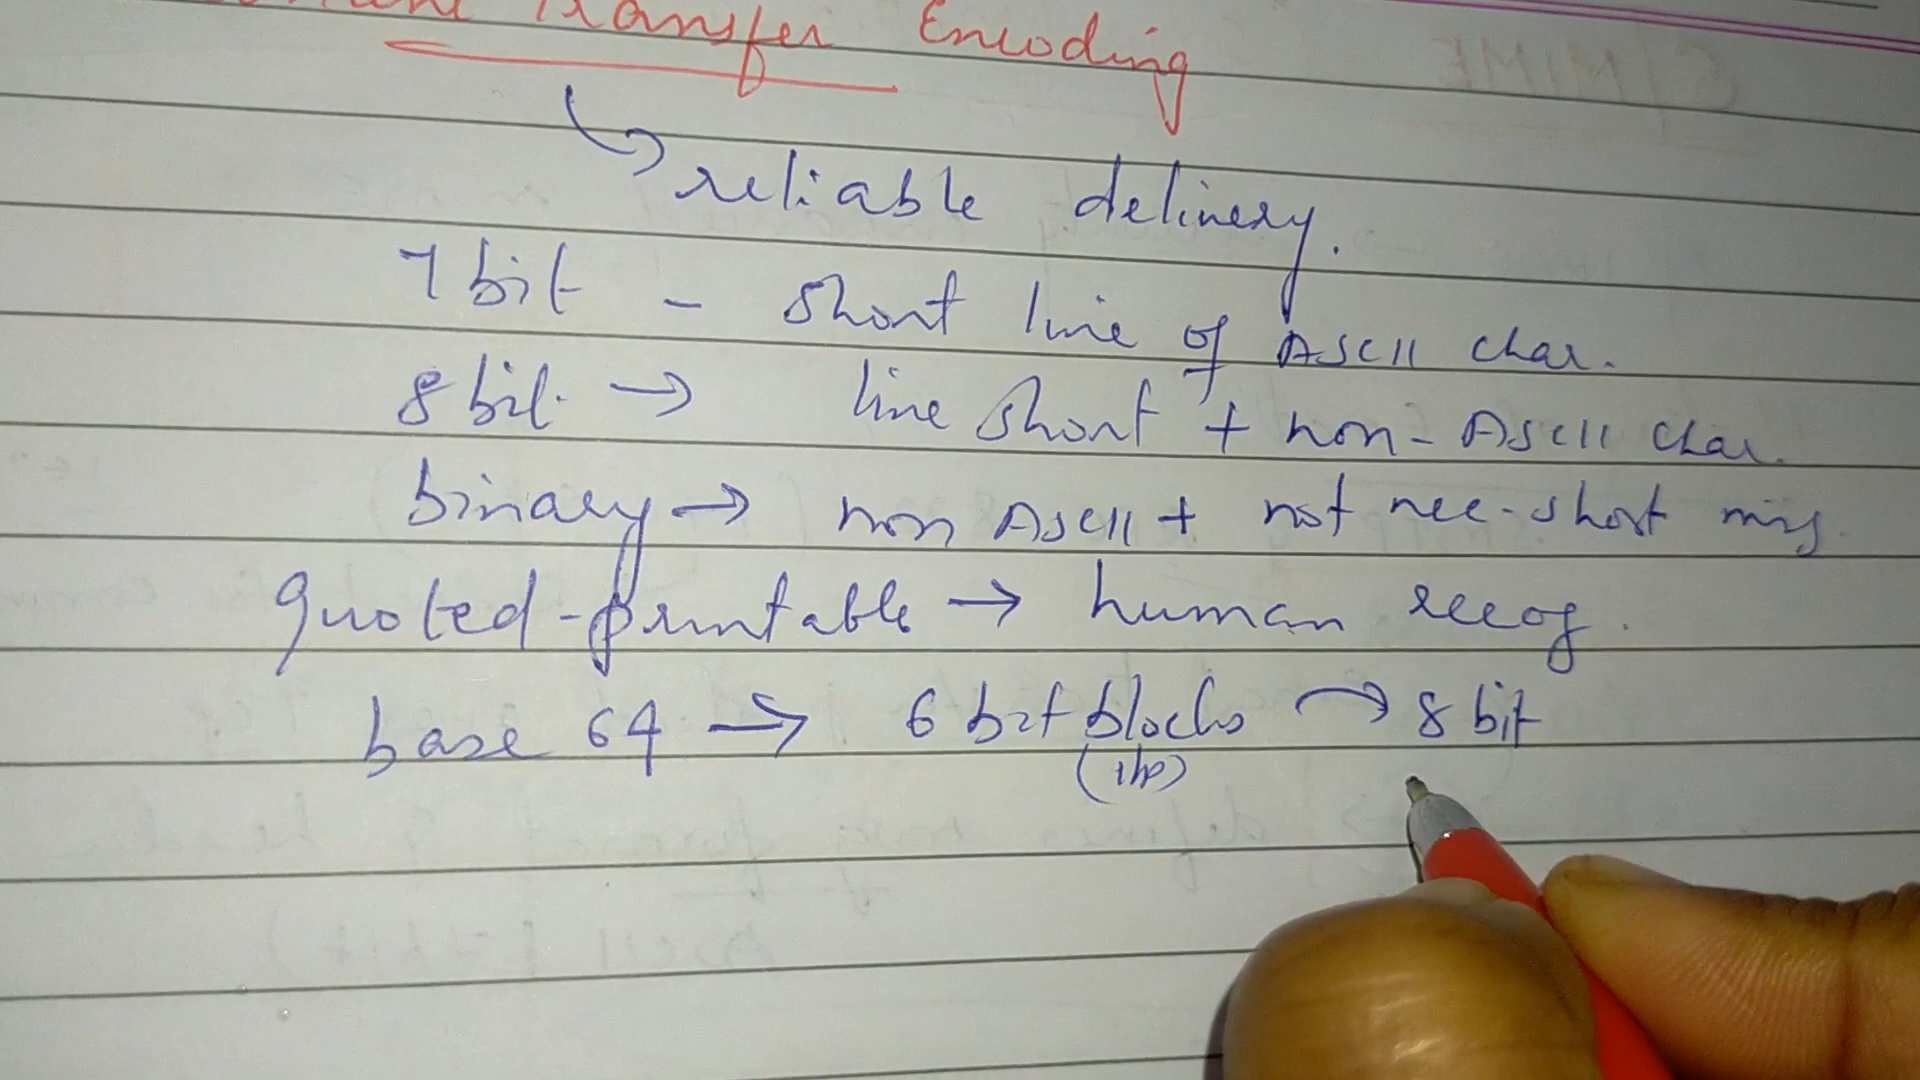 Transfer Encoding
reliable delivery.
7 bit - short line of ASCII char.
8 bit. → line short + non-ASCII char.
binary → non ASCII + not nec-short
quoted-printable → human recog.
base 64 → 6 bit blocks → 8 bit
(i/p)
S/MIME